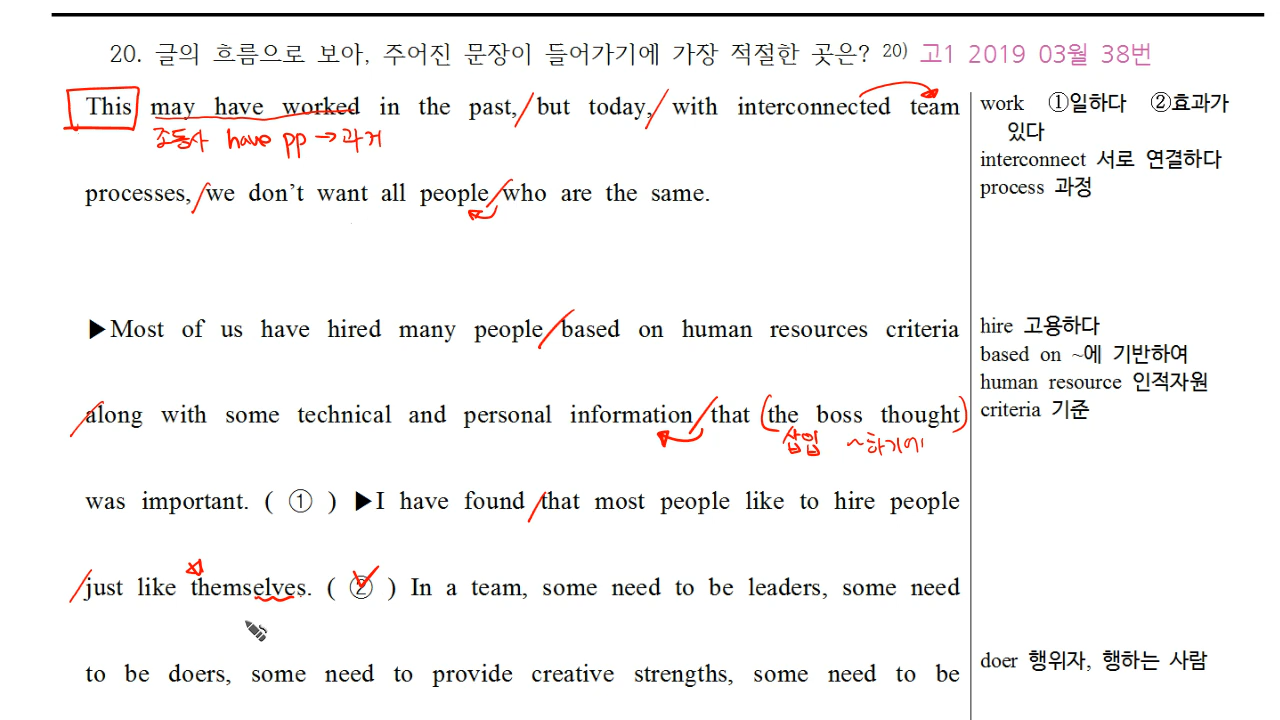 20. 글의 흐름으로 보아, 주어진 문장이 들어가기에 가장 적절한 곳은? 20) 고1 2019 03월 38번
This may have worked in the past, but today, with interconnected team
조동사 have pp → 과거
processes, we don't want all people who are the same.
work ①일하다 ②효과가
있다
interconnect 서로 연결하다
process 과정
▶Most of us have hired many people based on human resources criteria
along with some technical and personal information that (the boss thought)
삽입 ~하기에
was important. ( ① ) ▶I have found that most people like to hire people
just like themselves. ( ② ) In a team, some need to be leaders, some need
to be doers, some need to provide creative strengths, some need to be
hire 고용하다
based on ~에 기반하여
human resource 인적자원
criteria 기준
doer 행위자, 행하는 사람